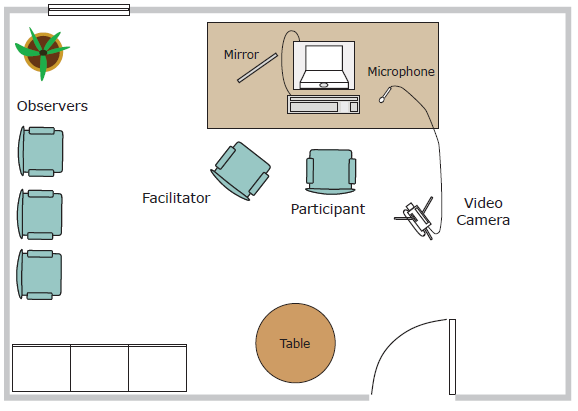 Mirror
Microphone
Observers
Facilitator
Participant
Video
Camera
Table